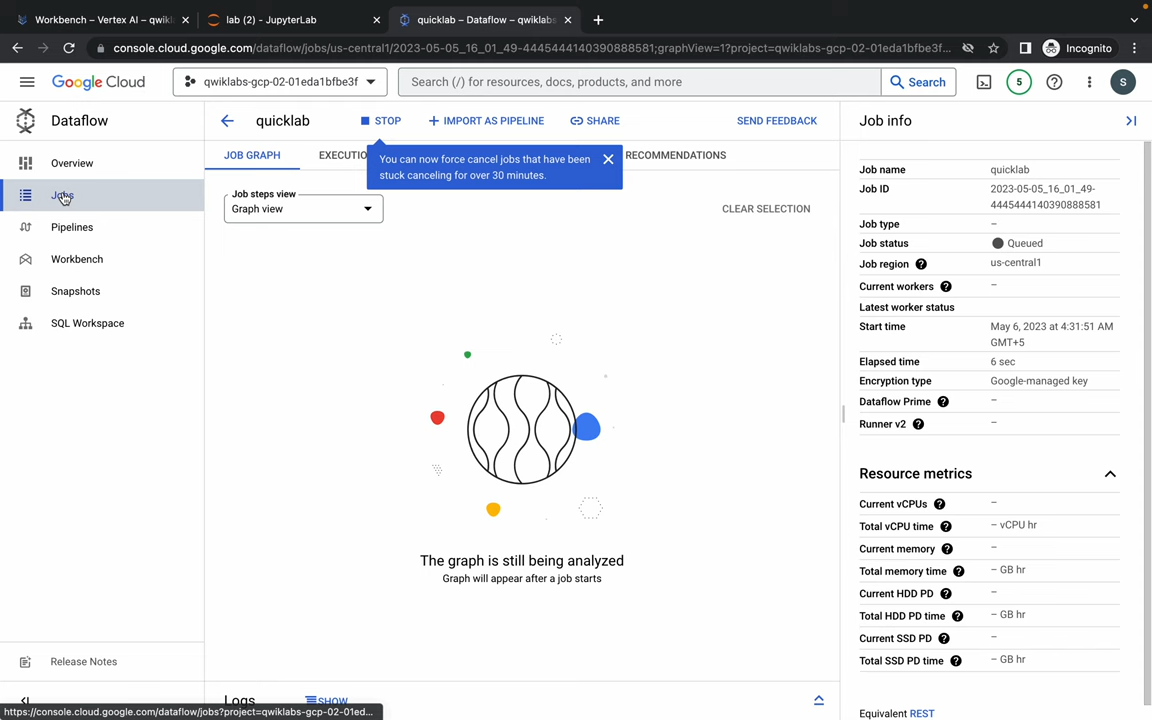 Workbench – Vertex AI – qwikl
lab (2) - JupyterLab
quicklab – Dataflow – qwiklabs
console.cloud.google.com/dataflow/jobs/us-central1/2023-05-05_16_01_49-4445444140390888581;graphView=1?project=qwiklabs-gcp-02-01eda1bfbe3f...
Incognito
Google Cloud
qwiklabs-gcp-02-01eda1bfbe3f
Search (/) for resources, docs, products, and more
Search
5
S
Dataflow
Overview
Jobs
Pipelines
Workbench
Snapshots
SQL Workspace
Release Notes
quicklab
STOP
IMPORT AS PIPELINE
SHARE
SEND FEEDBACK
JOB GRAPH
EXECUTIO
RECOMMENDATIONS
You can now force cancel jobs that have been
stuck canceling for over 30 minutes.
Job steps view
Graph view
CLEAR SELECTION
The graph is still being analyzed
Graph will appear after a job starts
Logs
SHOW
https://console.cloud.google.com/dataflow/jobs?project=qwiklabs-gcp-02-01ed...
Job info
Job name quicklab
Job ID 2023-05-05_16_01_49-
4445444140390888581
Job type –
Job status Queued
Job region us-central1
Current workers –
Latest worker status
Start time May 6, 2023 at 4:31:51 AM
GMT+5
Elapsed time 6 sec
Encryption type Google-managed key
Dataflow Prime –
Runner v2 –
Resource metrics
Current vCPUs –
Total vCPU time – vCPU hr
Current memory –
Total memory time – GB hr
Current HDD PD –
Total HDD PD time – GB hr
Current SSD PD –
Total SSD PD time – GB hr
Equivalent REST